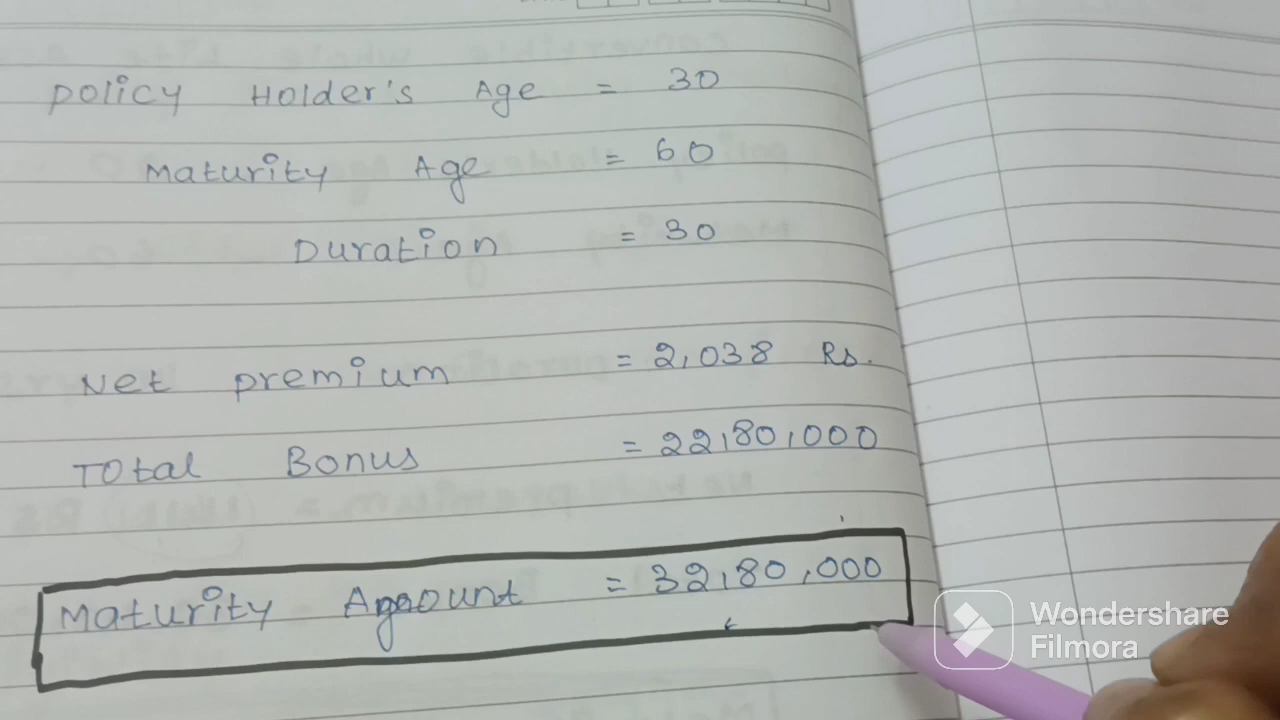 Policy Holder's Age = 30
Maturity Age = 60
Duration = 30
Net premium = 2,038 Rs.
Total Bonus = 22,80,000
Maturity Amount = 32,80,000
Wondershare
Filmora